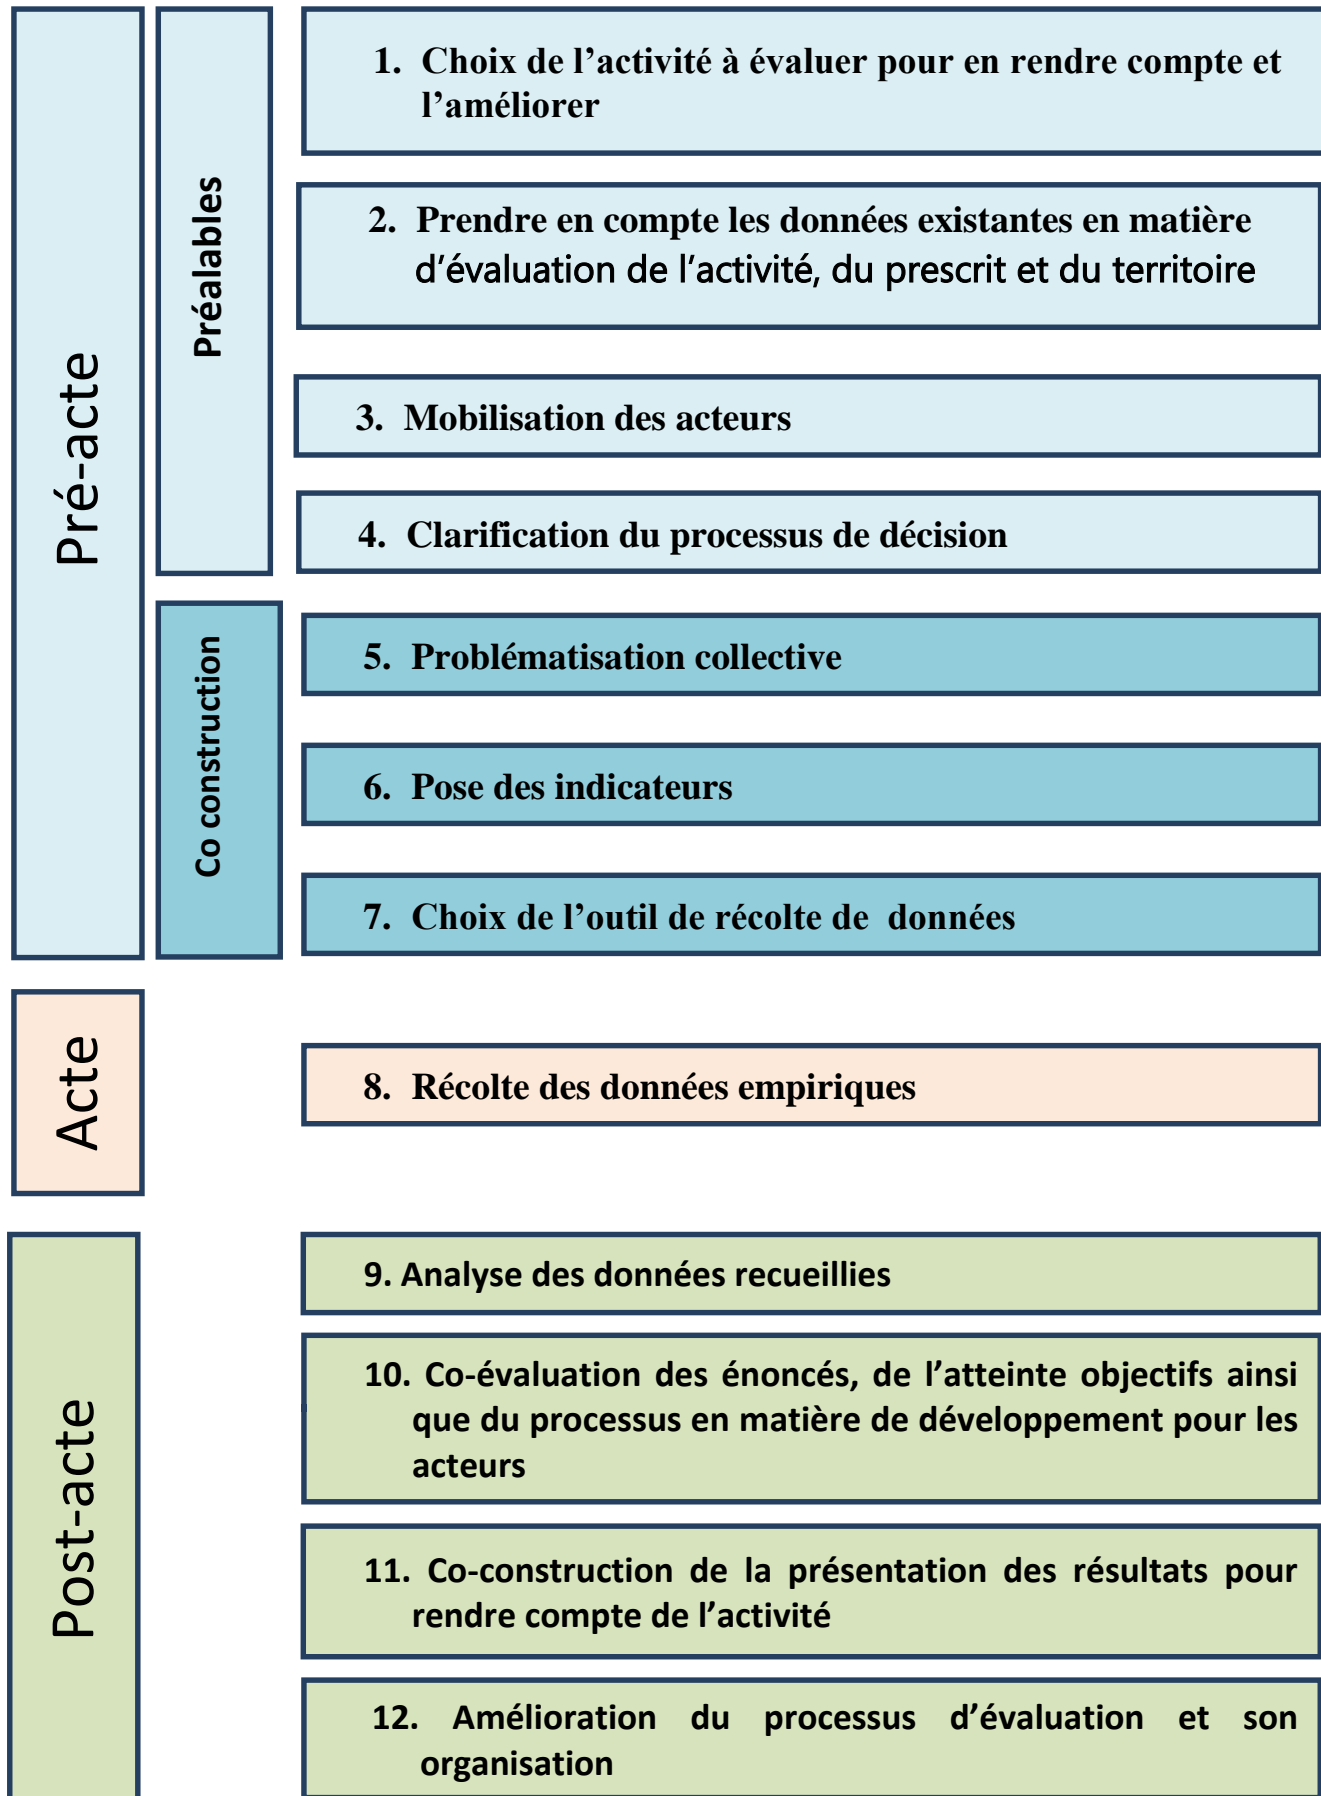 Pré-acte
Préalables
1. Choix de l’activité à évaluer pour en rendre compte et
l’améliorer
2. Prendre en compte les données existantes en matière
d’évaluation de l’activité, du prescrit et du territoire
3. Mobilisation des acteurs
4. Clarification du processus de décision
Co construction
5. Problématisation collective
6. Pose des indicateurs
7. Choix de l’outil de récolte de données
Acte
8. Récolte des données empiriques
Post-acte
9. Analyse des données recueillies
10. Co-évaluation des énoncés, de l’atteinte objectifs ainsi
que du processus en matière de développement pour les
acteurs
11. Co-construction de la présentation des résultats pour
rendre compte de l’activité
12. Amélioration du processus d’évaluation et son
organisation